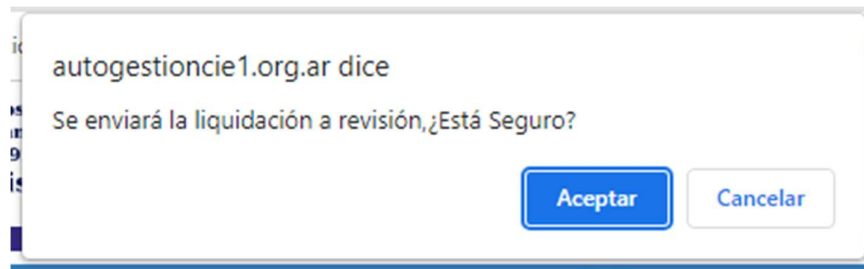 autogestioncie1.org.ar dice
Se enviará la liquidación a revisión,¿Está Seguro?
Aceptar
Cancelar